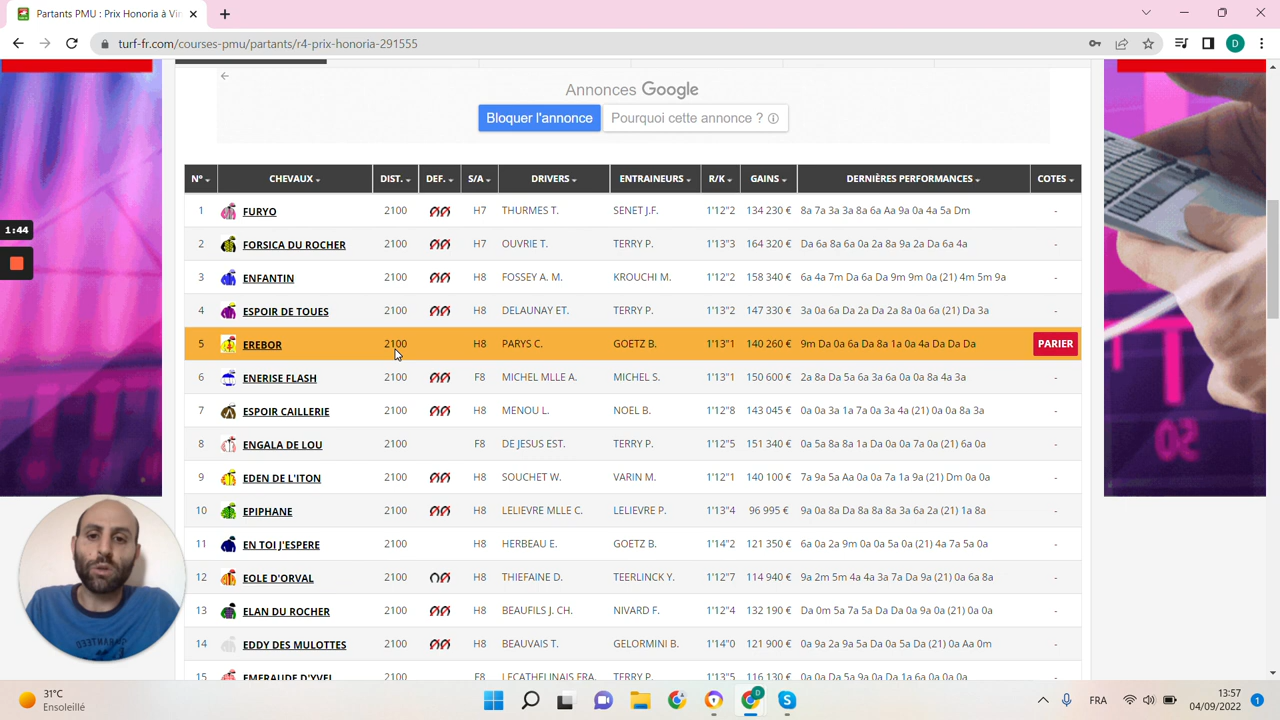 Partants PMU : Prix Honoria à Vin
turf-fr.com/courses-pmu/partants/r4-prix-honoria-291555
D
Annonces Google
Bloquer l'annonce Pourquoi cette annonce ?
N° CHEVAUX DIST. DEF. S/A DRIVERS ENTRAINEURS R/K GAINS DERNIÈRES PERFORMANCES COTES
1 FURYO 2100 H7 THURMES T. SENET J.F. 1'12"2 134 230 € 8a 7a 3a 3a 8a 6a Aa 9a 0a 4a 5a Dm -
1:44
2 FORSICA DU ROCHER 2100 H7 OUVRIE T. TERRY P. 1'13"3 164 320 € Da 6a 8a 6a 0a 2a 8a 9a 2a Da 6a 4a -
3 ENFANTIN 2100 H8 FOSSEY A. M. KROUCHI M. 1'12"2 158 340 € 6a 4a 7m Da 6a Da 9m 9m 0a (21) 4m 5m 9a -
4 ESPOIR DE TOUES 2100 H8 DELAUNAY ET. TERRY P. 1'13"2 147 330 € 3a 0a 6a Da 2a Da 2a 8a 0a 6a (21) Da 3a -
5 EREBOR 2100 H8 PARYS C. GOETZ B. 1'13"1 140 260 € 9m Da 0a 6a Da 8a 1a 0a 4a Da Da Da PARIER
6 ENERISE FLASH 2100 F8 MICHEL MLLE A. MICHEL S. 1'13"1 150 600 € 2a 8a Da 5a 6a 3a 6a 0a 0a 7a 4a 3a -
7 ESPOIR CAILLERIE 2100 H8 MENOU L. NOEL B. 1'12"8 143 045 € 0a 0a 3a 1a 7a 0a 3a 4a (21) 0a 0a 8a 3a -
8 ENGALA DE LOU 2100 F8 DE JESUS EST. TERRY P. 1'12"5 151 340 € 0a 5a 8a 8a 1a Da 0a 0a 7a 0a (21) 6a 0a -
9 EDEN DE L'ITON 2100 H8 SOUCHET W. VARIN M. 1'12"1 140 100 € 7a 9a 5a Aa 0a 0a 7a 1a 9a (21) Dm 0a 0a -
10 EPIPHANE 2100 H8 LELIEVRE MLLE C. LELIEVRE P. 1'13"4 96 995 € 9a 0a 8a Da 8a 8a 8a 3a 6a 2a (21) 1a 8a -
11 EN TOI J'ESPERE 2100 H8 HERBEAU E. GOETZ B. 1'14"2 121 350 € 6a 0a 2a 9m 0a 0a 5a 0a (21) 4a 7a 5a 0a -
12 EOLE D'ORVAL 2100 H8 THIEFAINE D. TEERLINCK Y. 1'12"7 114 940 € 9a 2m 5m 4a 4a 3a 7a Da 9a (21) 0a 6a 8a -
13 ELAN DU ROCHER 2100 H8 BEAUFILS J. CH. NIVARD F. 1'12"4 132 190 € Da 0m 5a 7a 5a Da Da 0a 9a 0a (21) 0a 0a -
14 EDDY DES MULOTTES 2100 H8 BEAUVAIS T. GELORMINI B. 1'14"0 121 900 € 0a 9a 2a 9a 5a Da 0a 5a Da (21) 0a Aa 0m -
15 EMERAUDE D'YVEL 2100 F8 LECATHELINAIS FRA. TERRY P.
31°C
Ensoleillé
D
FRA
13:57
04/09/2022
1